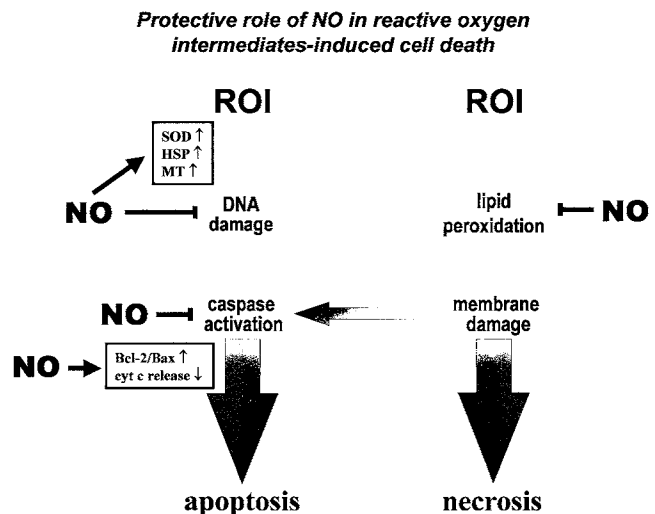 Protective role of NO in reactive oxygen
intermediates-induced cell death
ROI
ROI
SOD ↑
HSP ↑
MT ↑
NO
DNA
damage
lipid
peroxidation
NO
NO
caspase
activation
membrane
damage
NO
Bcl-2/Bax ↑
cyt c release ↓
apoptosis
necrosis